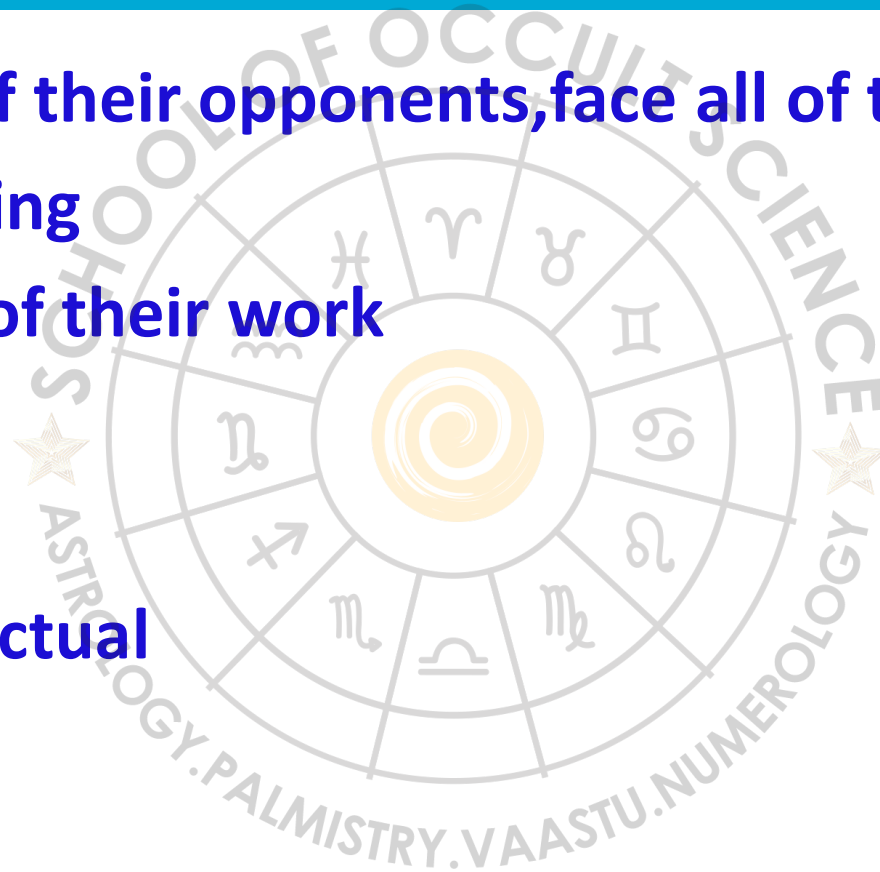 f their opponents,face all of t
ing
of their work
ctual
SCHOOL OF OCCULT SCIENCE
ASTROLOGY.PALMISTRY.VAASTU.NUMEROLOGY